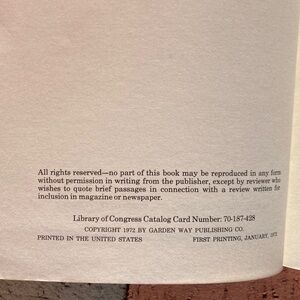 All rights reserved—no part of this book may be reproduced in any form
without permission in writing from the publisher, except by reviewer who
wishes to quote brief passages in connection with a review written for
inclusion in magazine or newspaper.
Library of Congress Catalog Card Number: 70-187-428
COPYRIGHT 1972 BY GARDEN WAY PUBLISHING CO.
PRINTED IN THE UNITED STATES FIRST PRINTING, JANUARY, 1972